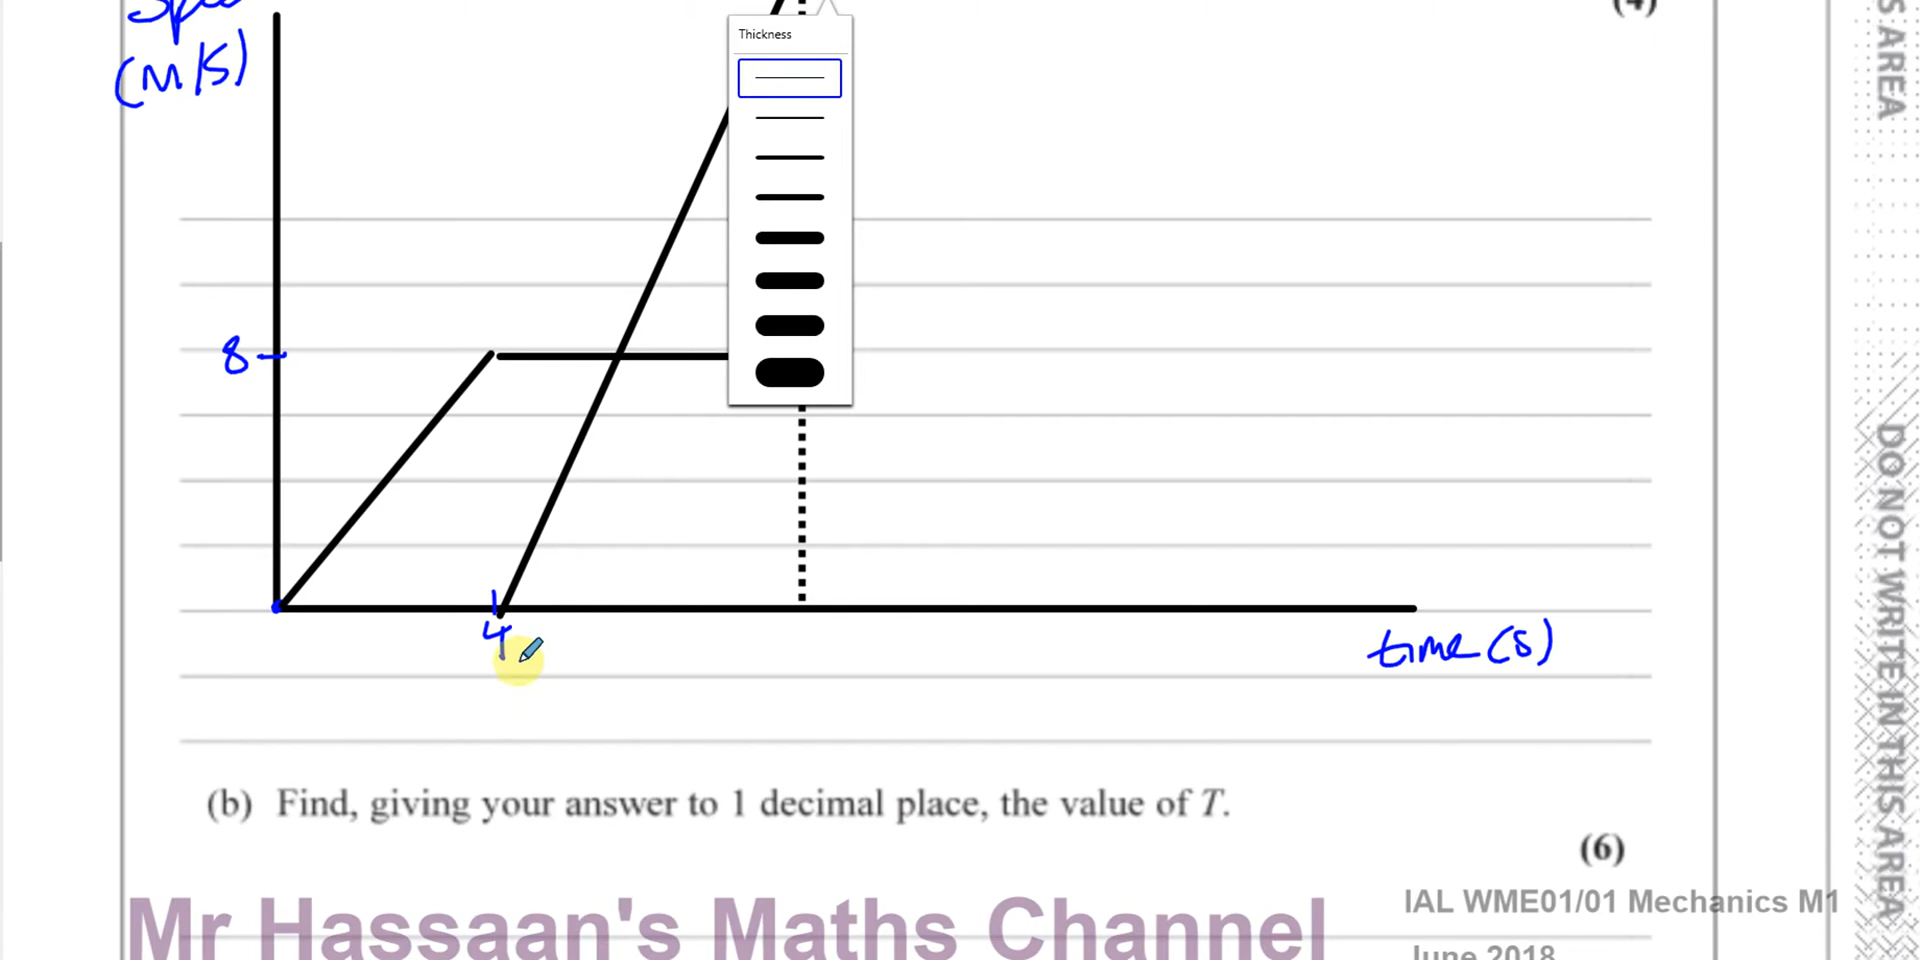 (4)
(M/S)
Thickness
8
4
time (s)
(b) Find, giving your answer to 1 decimal place, the value of T.
(6)
Mr Hassaan's Maths Channel
IAL WME01/01 Mechanics M1
June 2018
S AREA
DO NOT WRITE IN THIS AREA